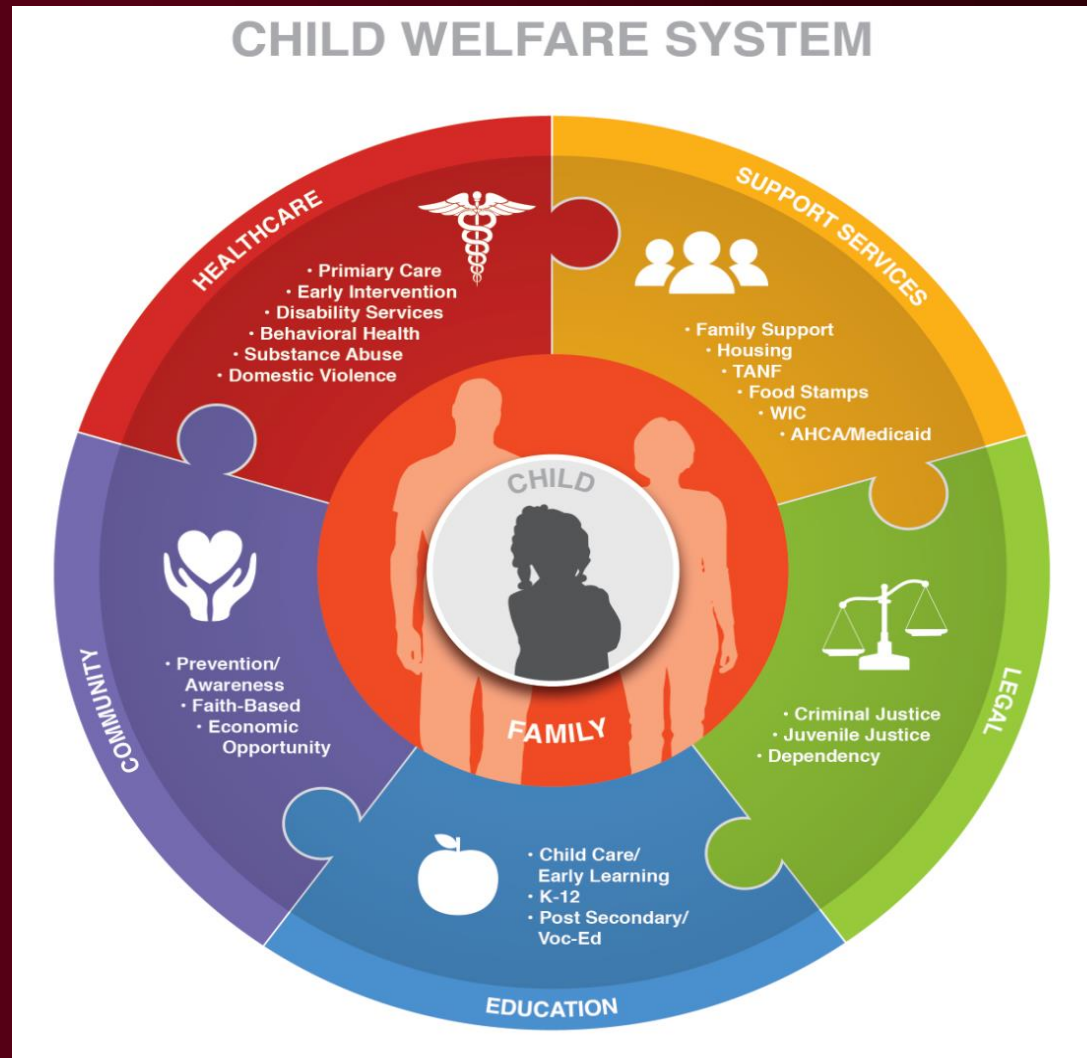 CHILD WELFARE SYSTEM
HEALTHCARE
• Primiary Care
• Early Intervention
• Disability Services
• Behavioral Health
• Substance Abuse
• Domestic Violence
SUPPORT SERVICES
• Family Support
• Housing
• TANF
• Food Stamps
• WIC
• AHCA/Medicaid
CHILD
FAMILY
COMMUNITY
• Prevention/
Awareness
• Faith-Based
• Economic
Opportunity
LEGAL
• Criminal Justice
• Juvenile Justice
• Dependency
• Child Care/
Early Learning
• K-12
• Post Secondary/
Voc-Ed
EDUCATION